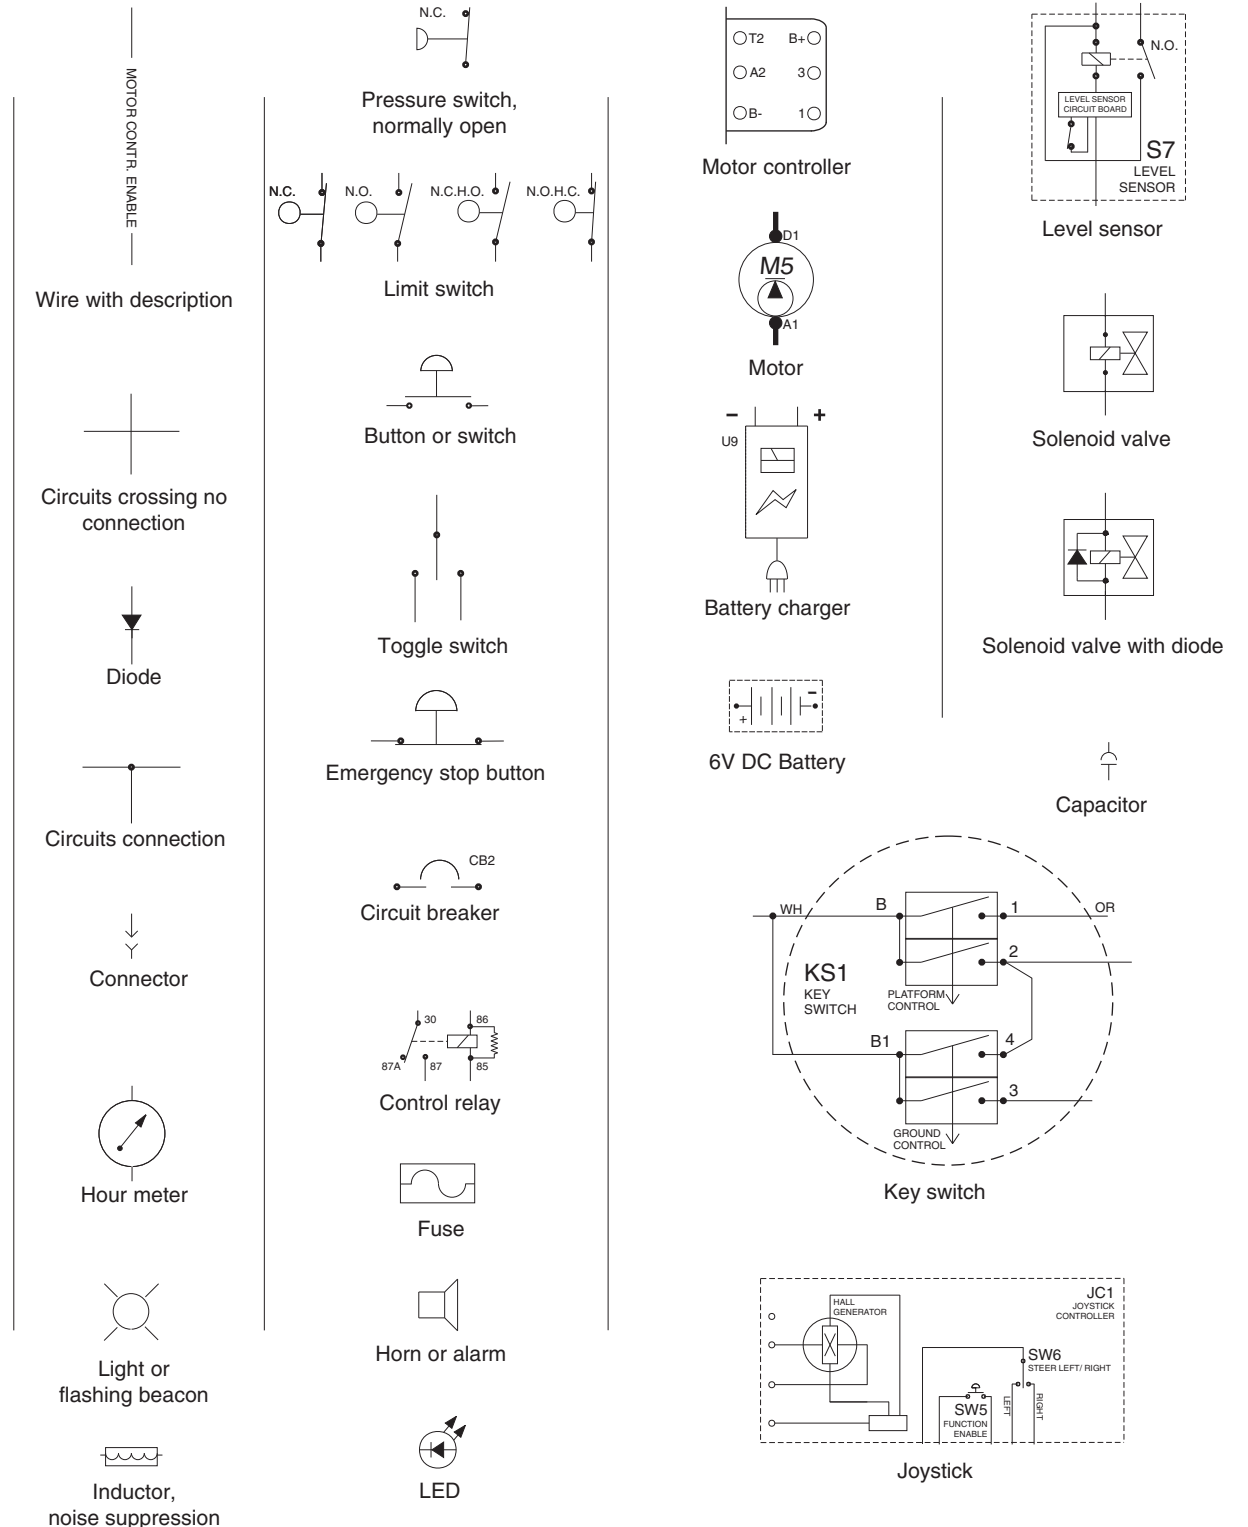 MOTOR CONTR. ENABLE
Wire with description
Circuits crossing no
connection
Diode
Circuits connection
Connector
Hour meter
Light or
flashing beacon
Inductor,
noise suppression
N.C.
Pressure switch,
normally open
N.C. N.O. N.C.H.O. N.O.H.C.
Limit switch
Button or switch
Toggle switch
Emergency stop button
CB2
Circuit breaker
30 86
87A 87 85
Control relay
Fuse
Horn or alarm
LED
T2 B+
A2 3
B- 1
Motor controller
D1
M5
A1
Motor
– +
U9
Battery charger
–
+
6V DC Battery
N.O.
LEVEL SENSOR
CIRCUIT BOARD
S7
LEVEL
SENSOR
Level sensor
Solenoid valve
Solenoid valve with diode
Capacitor
WH B 1 OR
2
KS1
KEY
SWITCH
PLATFORM
CONTROL
B1 4
3
GROUND
CONTROL
Key switch
JC1
JOYSTICK
CONTROLLER
HALL
GENERATOR
SW6
STEER LEFT/ RIGHT
LEFT
RIGHT
SW5
FUNCTION
ENABLE
Joystick